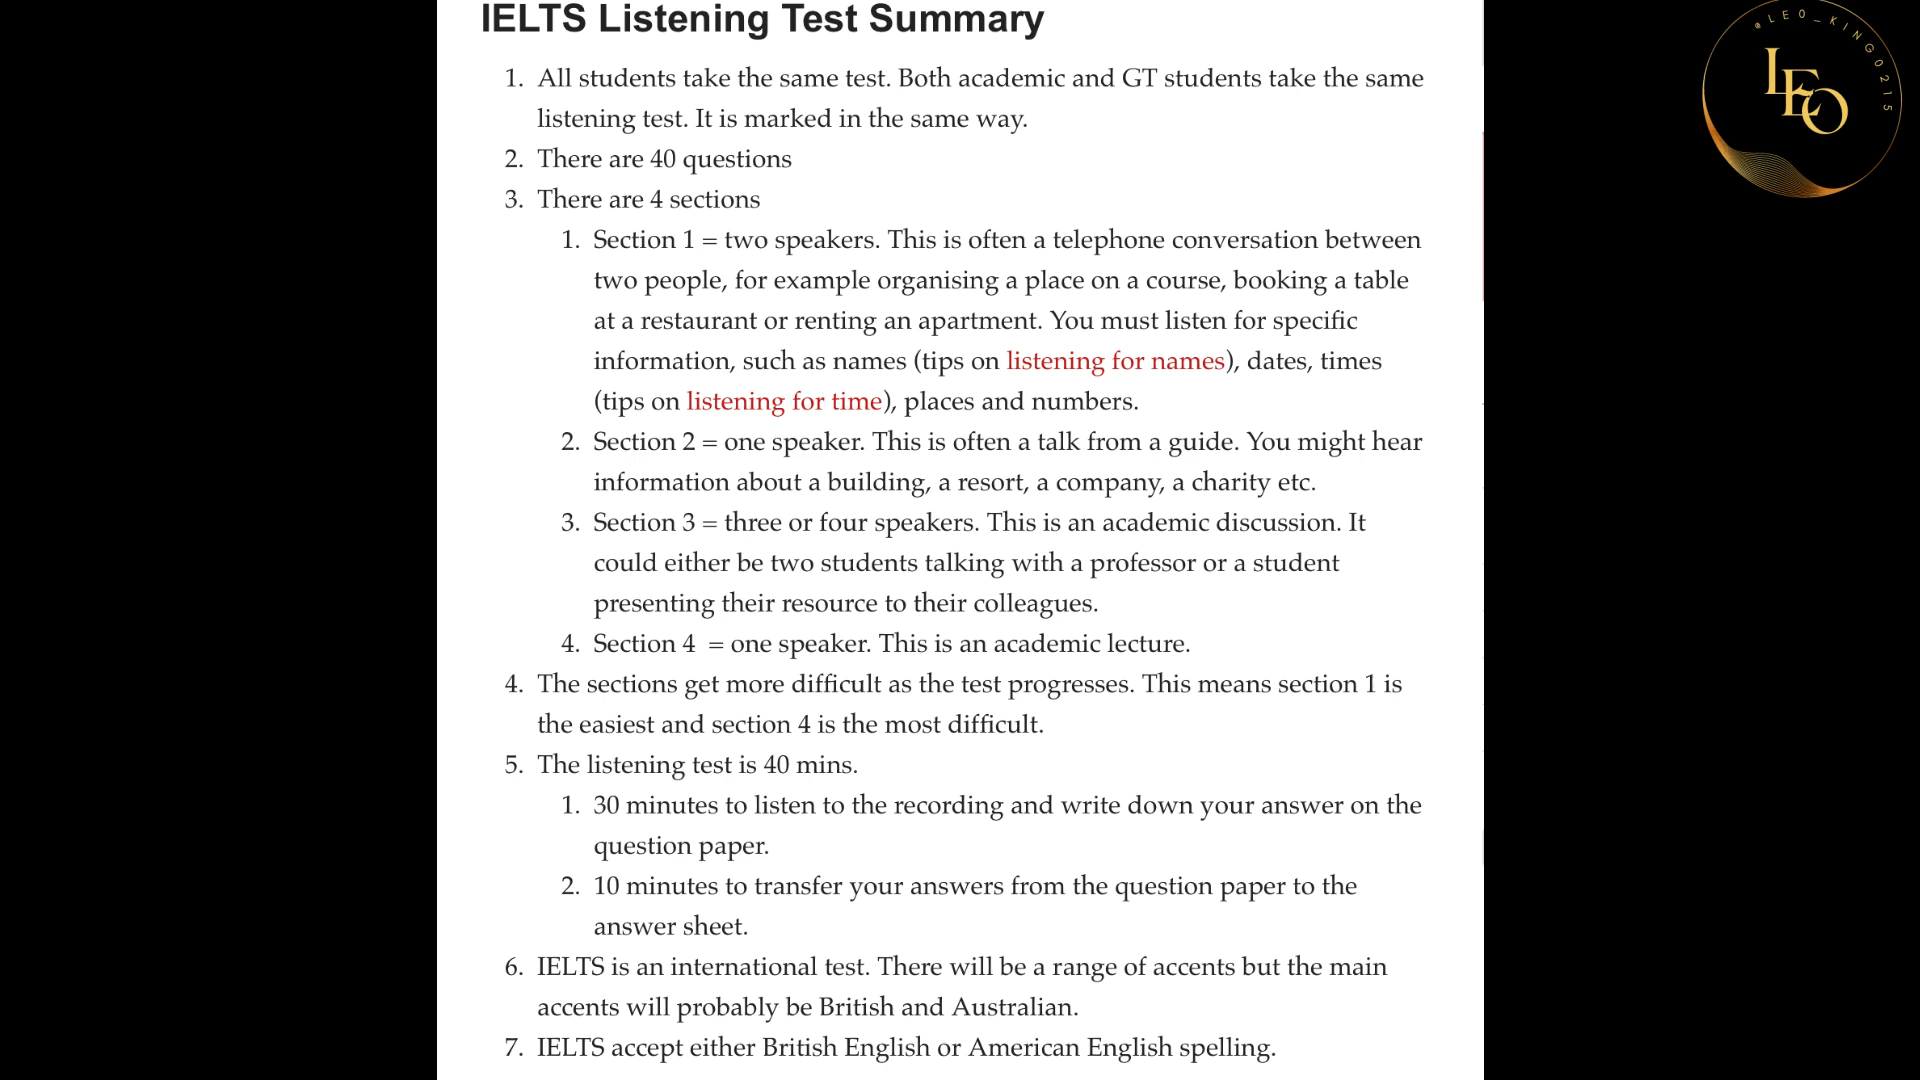 IELTS Listening Test Summary
1. All students take the same test. Both academic and GT students take the same
listening test. It is marked in the same way.
2. There are 40 questions
3. There are 4 sections
1. Section 1 = two speakers. This is often a telephone conversation between
two people, for example organising a place on a course, booking a table
at a restaurant or renting an apartment. You must listen for specific
information, such as names (tips on listening for names), dates, times
(tips on listening for time), places and numbers.
2. Section 2 = one speaker. This is often a talk from a guide. You might hear
information about a building, a resort, a company, a charity etc.
3. Section 3 = three or four speakers. This is an academic discussion. It
could either be two students talking with a professor or a student
presenting their resource to their colleagues.
4. Section 4 = one speaker. This is an academic lecture.
4. The sections get more difficult as the test progresses. This means section 1 is
the easiest and section 4 is the most difficult.
5. The listening test is 40 mins.
1. 30 minutes to listen to the recording and write down your answer on the
question paper.
2. 10 minutes to transfer your answers from the question paper to the
answer sheet.
6. IELTS is an international test. There will be a range of accents but the main
accents will probably be British and Australian.
7. IELTS accept either British English or American English spelling.
@LEO_KING0215
LEO